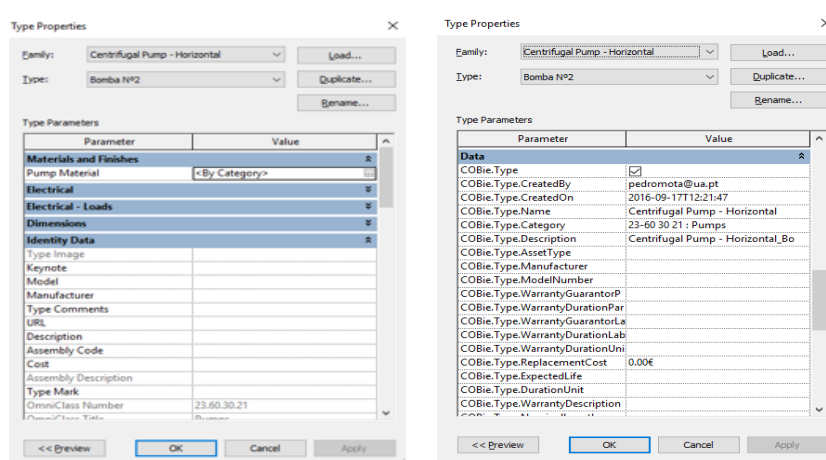 Type Properties
Family: Centrifugal Pump - Horizontal Load...
Type: Bomba Nº2 Duplicate...
Rename...
Type Parameters
Parameter Value
Materials and Finishes
Pump Material <By Category>
Electrical
Electrical - Loads
Dimensions
Identity Data
Type Image
Keynote
Model
Manufacturer
Type Comments
URL
Description
Assembly Code
Cost
Assembly Description
Type Mark
OmniClass Number 23.60.30.21
OmniClass Title Pumps
<< Preview OK Cancel Apply
Type Properties
Family: Centrifugal Pump - Horizontal Load...
Type: Bomba Nº2 Duplicate...
Rename...
Type Parameters
Parameter Value
Data
COBie.Type
COBie.Type.CreatedBy pedromota@ua.pt
COBie.Type.CreatedOn 2016-09-17T12:21:47
COBie.Type.Name Centrifugal Pump - Horizontal
COBie.Type.Category 23-60 30 21 : Pumps
COBie.Type.Description Centrifugal Pump - Horizontal_Bo
COBie.Type.AssetType
COBie.Type.Manufacturer
COBie.Type.ModelNumber
COBie.Type.WarrantyGuarantorP
COBie.Type.WarrantyDurationPar
COBie.Type.WarrantyGuarantorLa
COBie.Type.WarrantyDurationLab
COBie.Type.WarrantyDurationUni
COBie.Type.ReplacementCost 0.00€
COBie.Type.ExpectedLife
COBie.Type.DurationUnit
COBie.Type.WarrantyDescription
<< Preview OK Cancel Apply